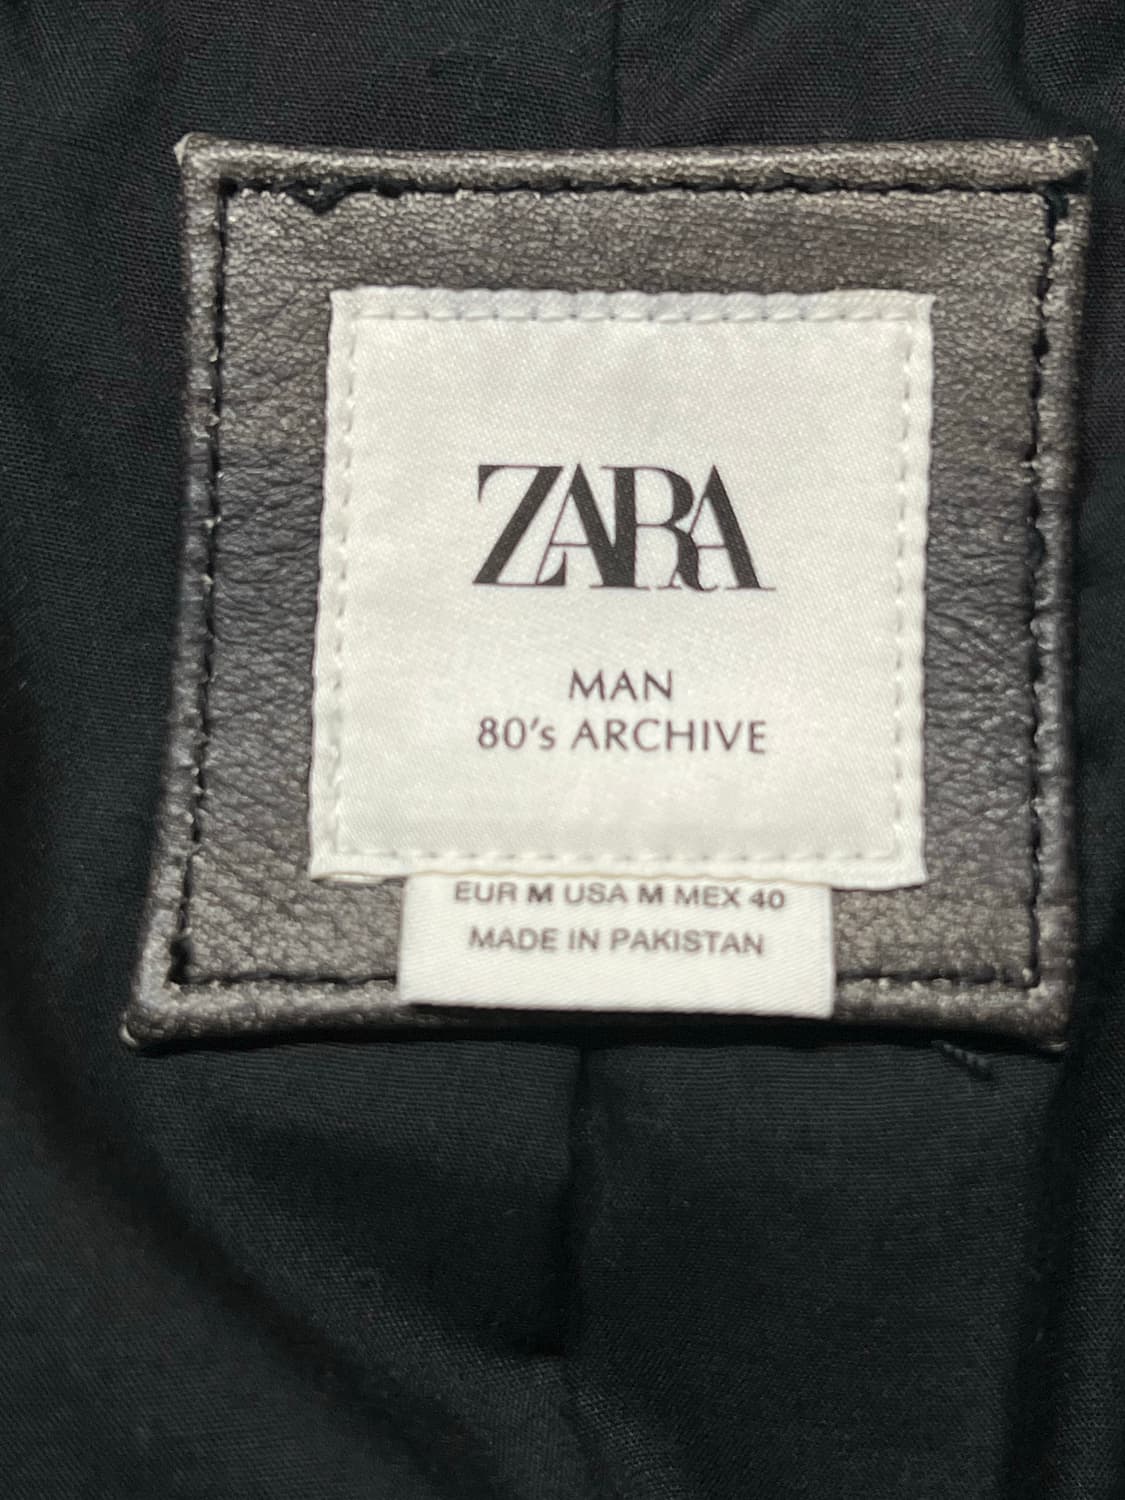 ZARA
MAN
80's ARCHIVE
EUR M USA M MEX 40
MADE IN PAKISTAN